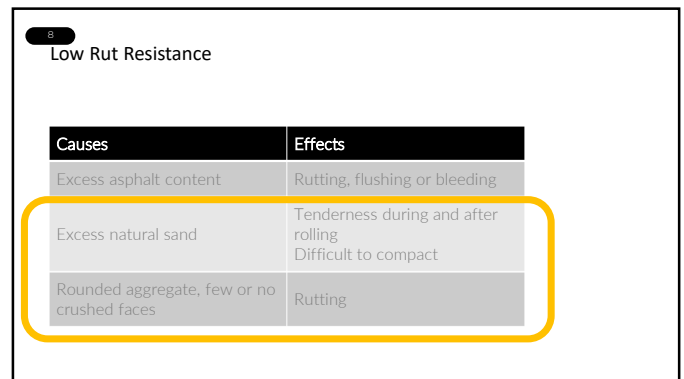 8
Low Rut Resistance
Causes Effects
Excess asphalt content Rutting, flushing or bleeding
Excess natural sand Tenderness during and after
rolling
Difficult to compact
Rounded aggregate, few or no
crushed faces Rutting